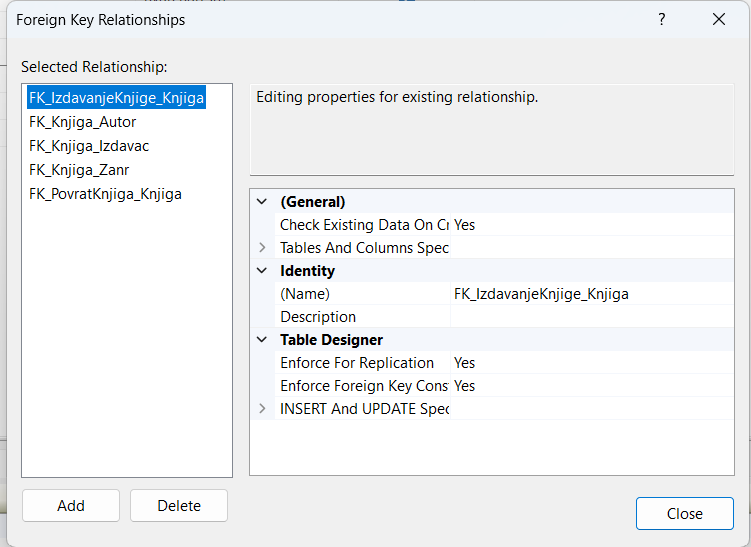 Foreign Key Relationships
?
Selected Relationship:
FK_IzdavanjeKnjige_Knjiga
FK_Knjiga_Autor
FK_Knjiga_Izdavac
FK_Knjiga_Zanr
FK_PovratKnjiga_Knjiga
Editing properties for existing relationship.
(General)
Check Existing Data On Cr Yes
Tables And Columns Spec
Identity
(Name) FK_IzdavanjeKnjige_Knjiga
Description
Table Designer
Enforce For Replication Yes
Enforce Foreign Key Cons Yes
INSERT And UPDATE Spec
Add Delete
Close